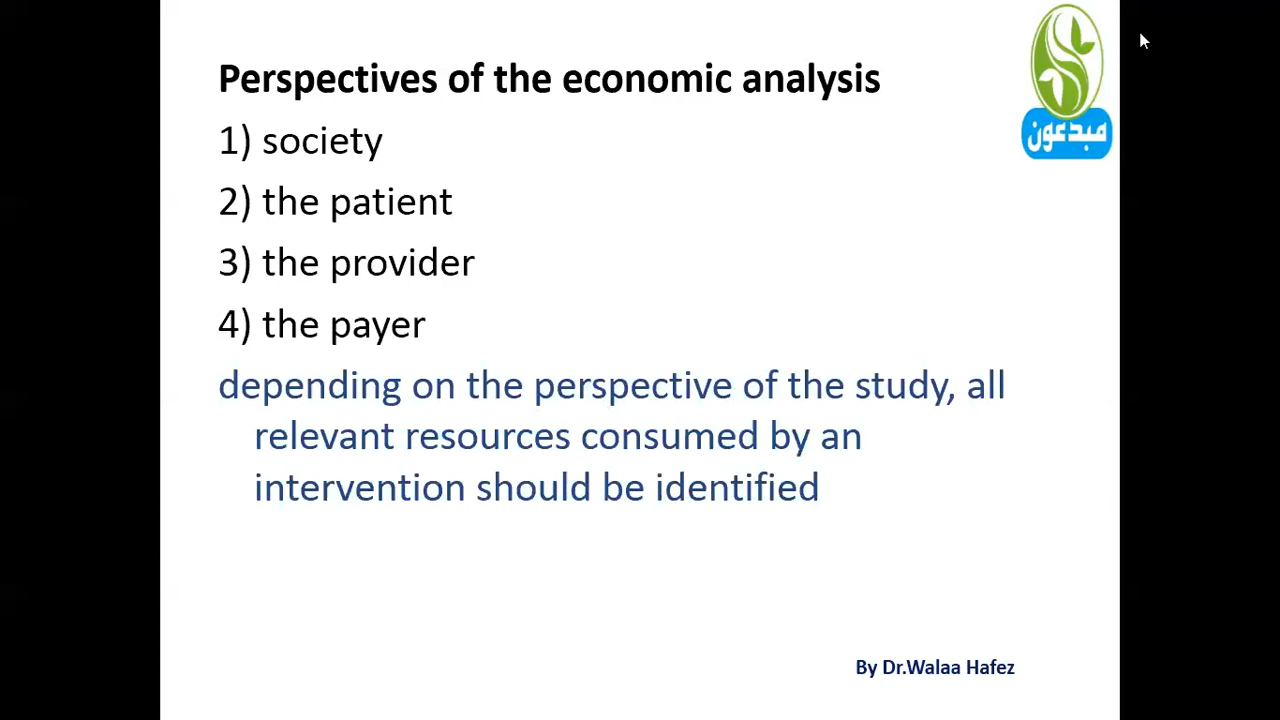 Perspectives of the economic analysis
مبدعون
1) society
2) the patient
3) the provider
4) the payer
depending on the perspective of the study, all
relevant resources consumed by an
intervention should be identified
By Dr.Walaa Hafez